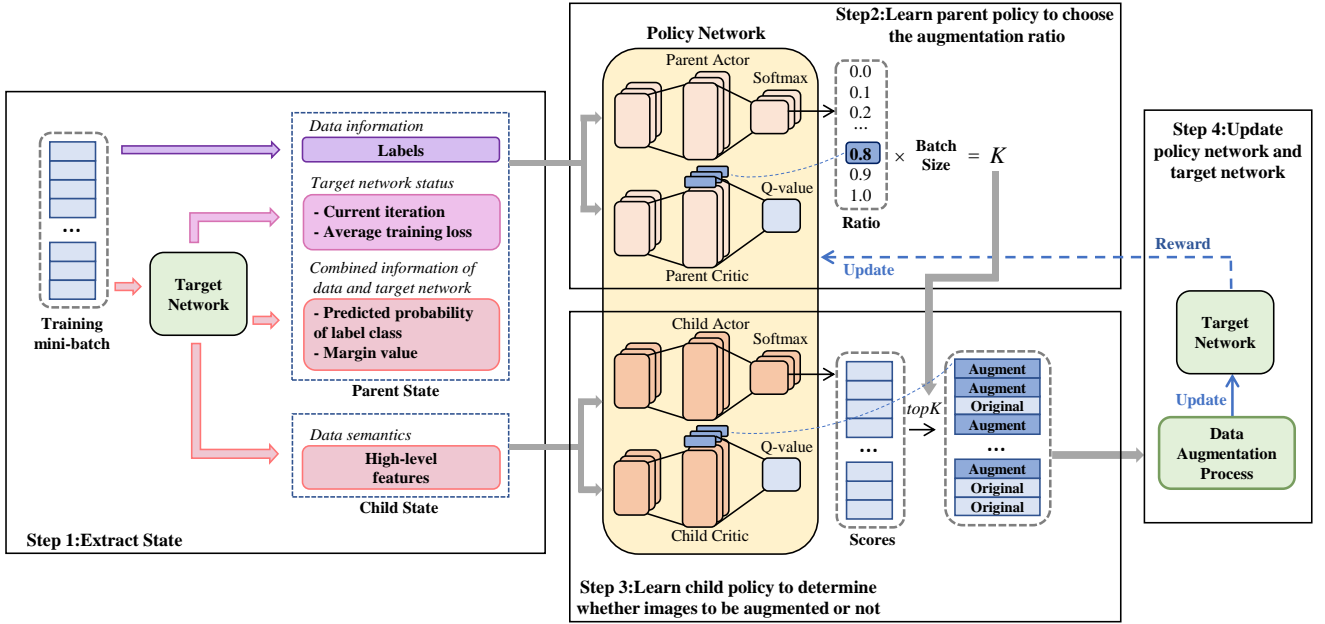 Step 1:Extract State
Training
mini-batch
...
Target
Network
Data information
Labels
Target network status
- Current iteration
- Average training loss
Combined information of
data and target network
- Predicted probability
of label class
- Margin value
Parent State
Data semantics
High-level
features
Child State
Policy Network
Step2:Learn parent policy to choose
the augmentation ratio
Parent Actor
Softmax
Q-value
Parent Critic
0.0
0.1
0.2
...
0.8
0.9
1.0
Ratio
× Batch
Size = K
Update
Reward
Child Actor
Softmax
Q-value
Child Critic
...
Scores
topK
Augment
Augment
Original
Augment
...
Augment
Original
Original
Step 3:Learn child policy to determine
whether images to be augmented or not
Step 4:Update
policy network and
target network
Target
Network
Update
Data
Augmentation
Process